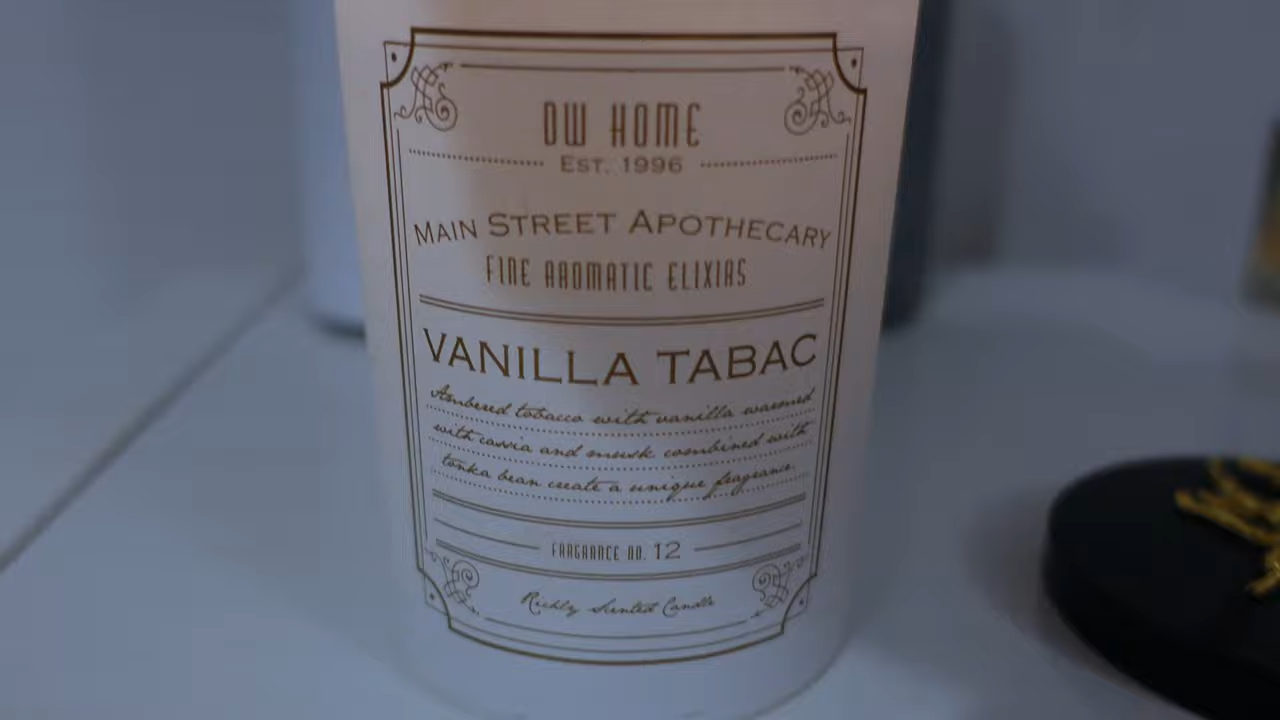 DW HOME
EST. 1996
MAIN STREET APOTHECARY
FINE AROMATIC ELIXIRS
VANILLA TABAC
Ambered tobacco with vanilla warmed
with cassia and musk combined with
tonka bean create a unique fragrance.
FRAGRANCE NO. 12
Richly Scented Candle